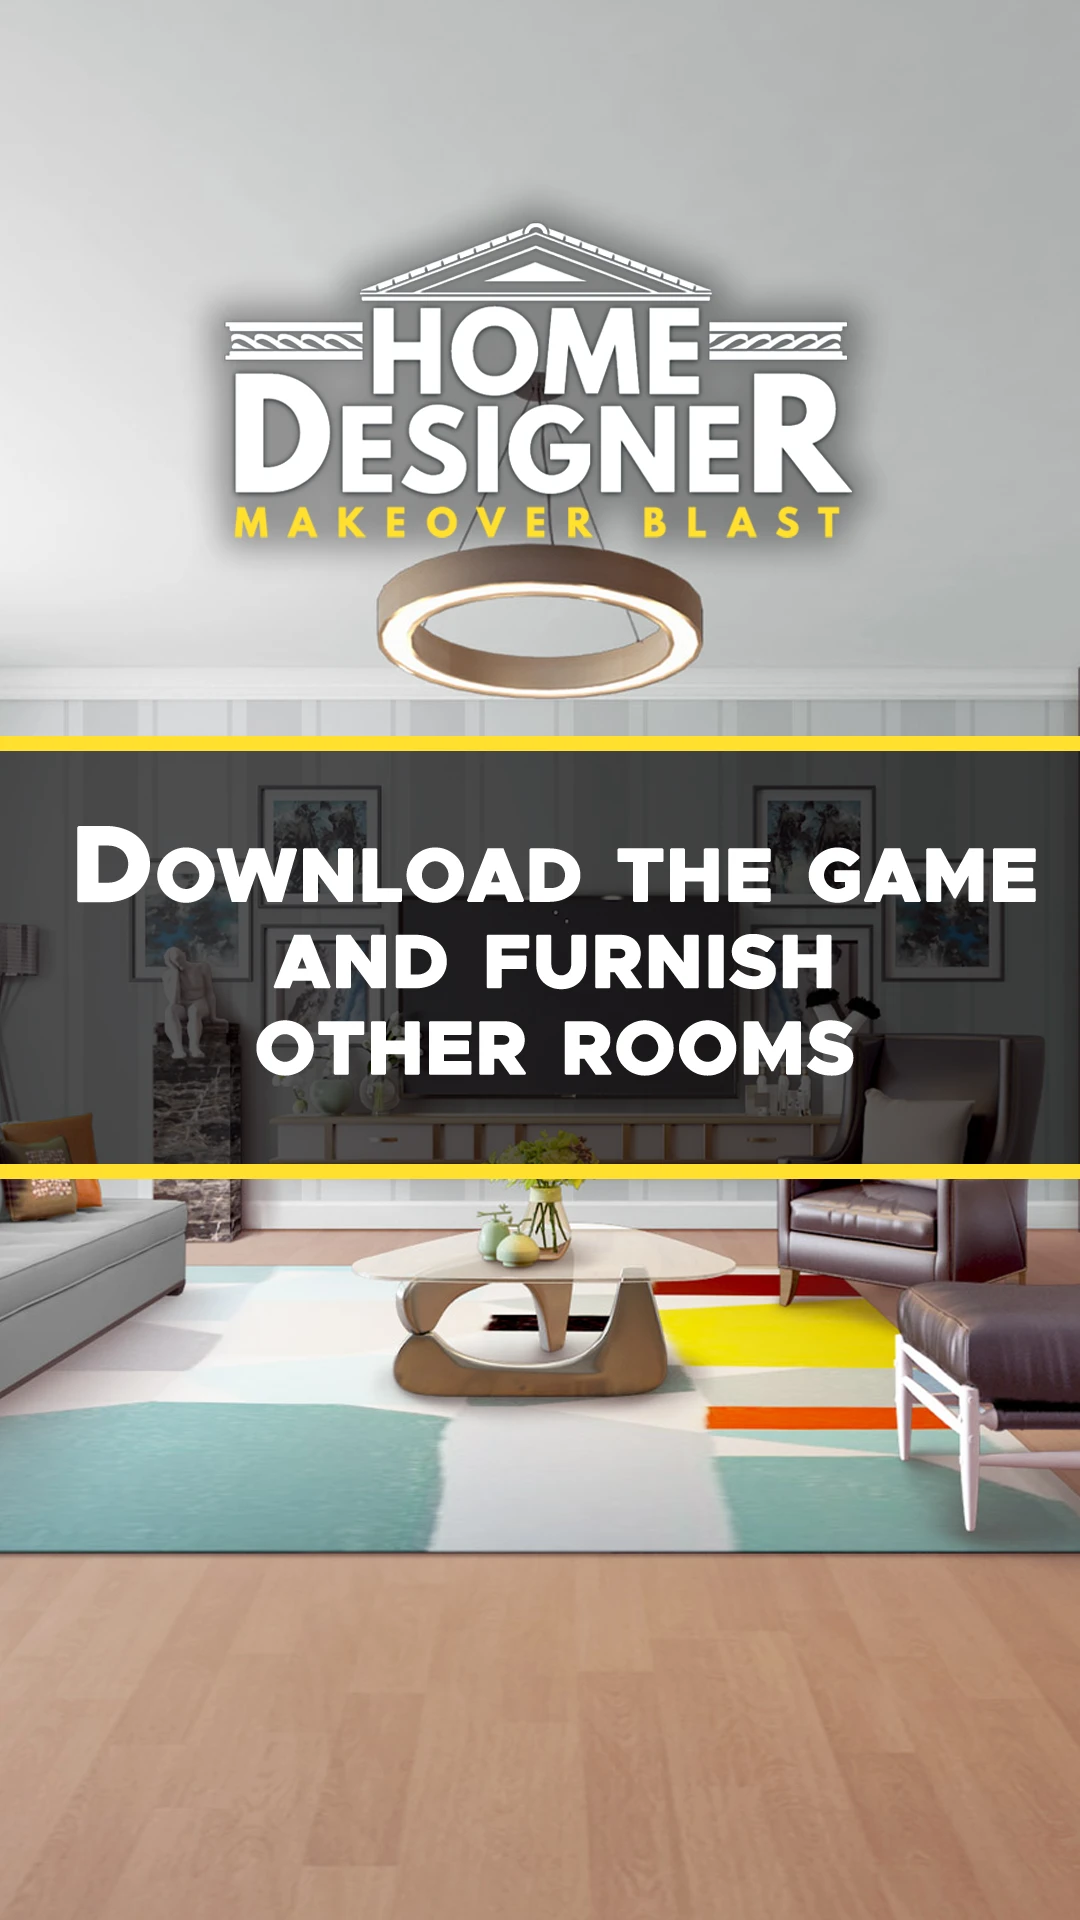 HOME
DESIGNER
MAKEOVER BLAST
DOWNLOAD THE GAME
AND FURNISH
OTHER ROOMS